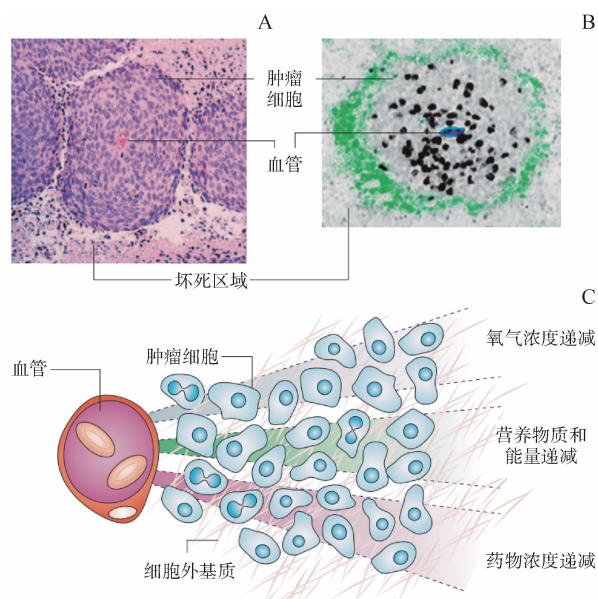 A
B
肿瘤
细胞
血管
坏死区域
C
氧气浓度递减
肿瘤细胞
血管
营养物质和
能量递减
细胞外基质
药物浓度递减